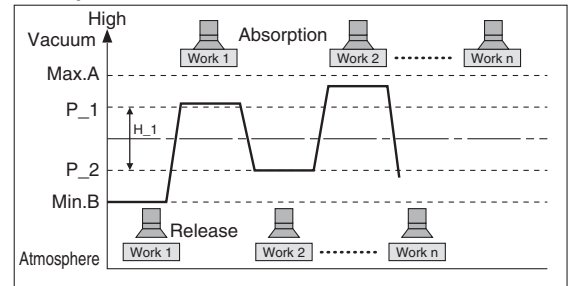 High
Vacuum
Absorption
Work 1
Work 2
Work n
Max.A
P_1
H_1
P_2
Min.B
Release
Work 1
Work 2
Work n
Atmosphere